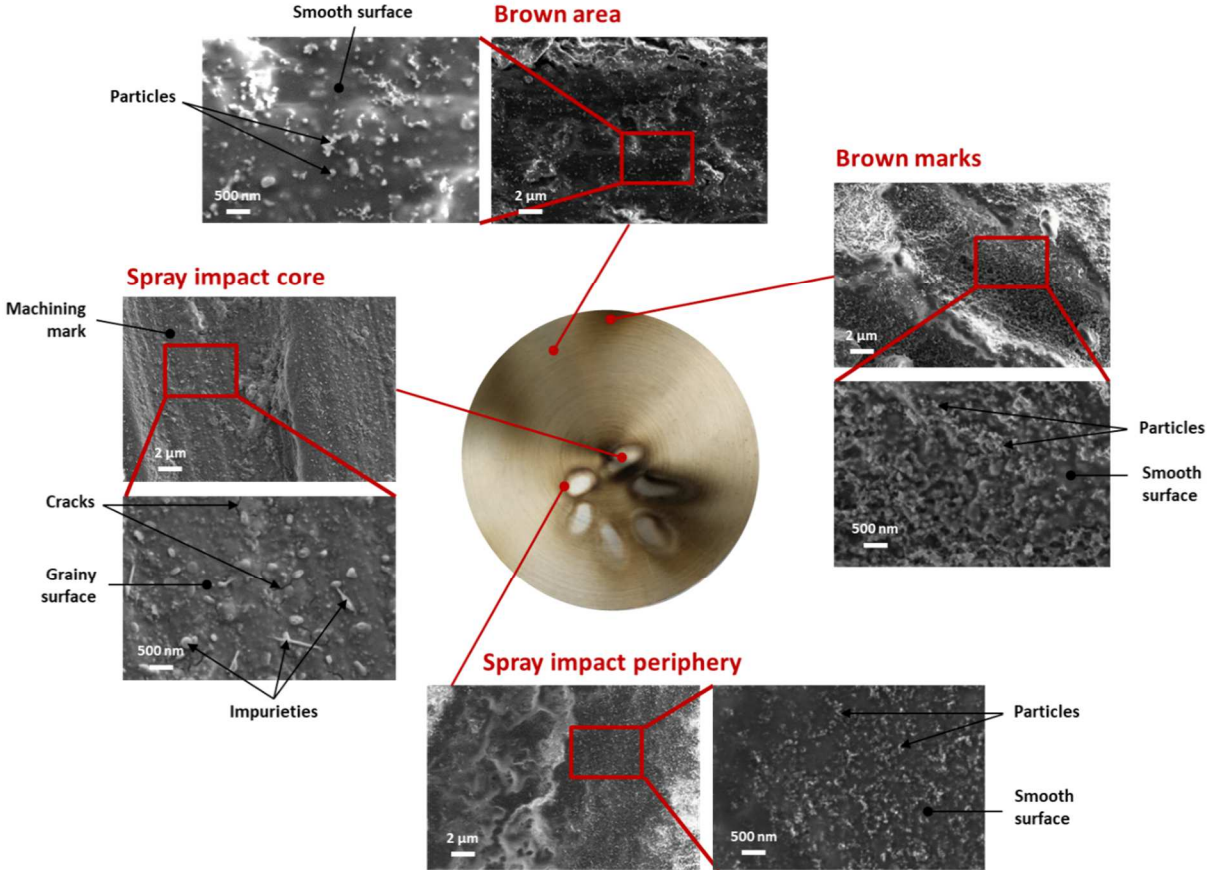 Smooth surface
Brown area
Particles
500 nm
2 µm
Brown marks
2 µm
Particles
Smooth
surface
500 nm
Spray impact core
Machining
mark
2 µm
Cracks
Grainy
surface
500 nm
Impurieties
Spray impact periphery
2 µm
Particles
Smooth
surface
500 nm